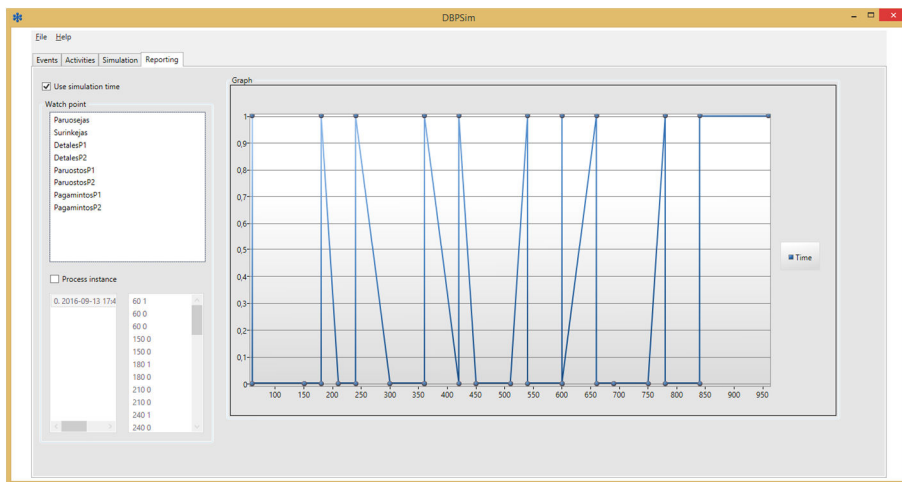 DBPSim
File Help
Events Activities Simulation Reporting
Use simulation time
Watch point
Paruosejas
Surinkejas
DetalesP1
DetalesP2
ParuostosP1
ParuostosP2
PagamintosP1
PagamintosP2
Process instance
0. 2016-09-13 17:4
60 1
60 0
60 0
150 0
150 0
180 1
180 0
210 0
210 0
240 1
240 0
Graph
1
0,9
0,8
0,7
0,6
0,5
0,4
0,3
0,2
0,1
0
100 150 200 250 300 350 400 450 500 550 600 650 700 750 800 850 900 950
Time